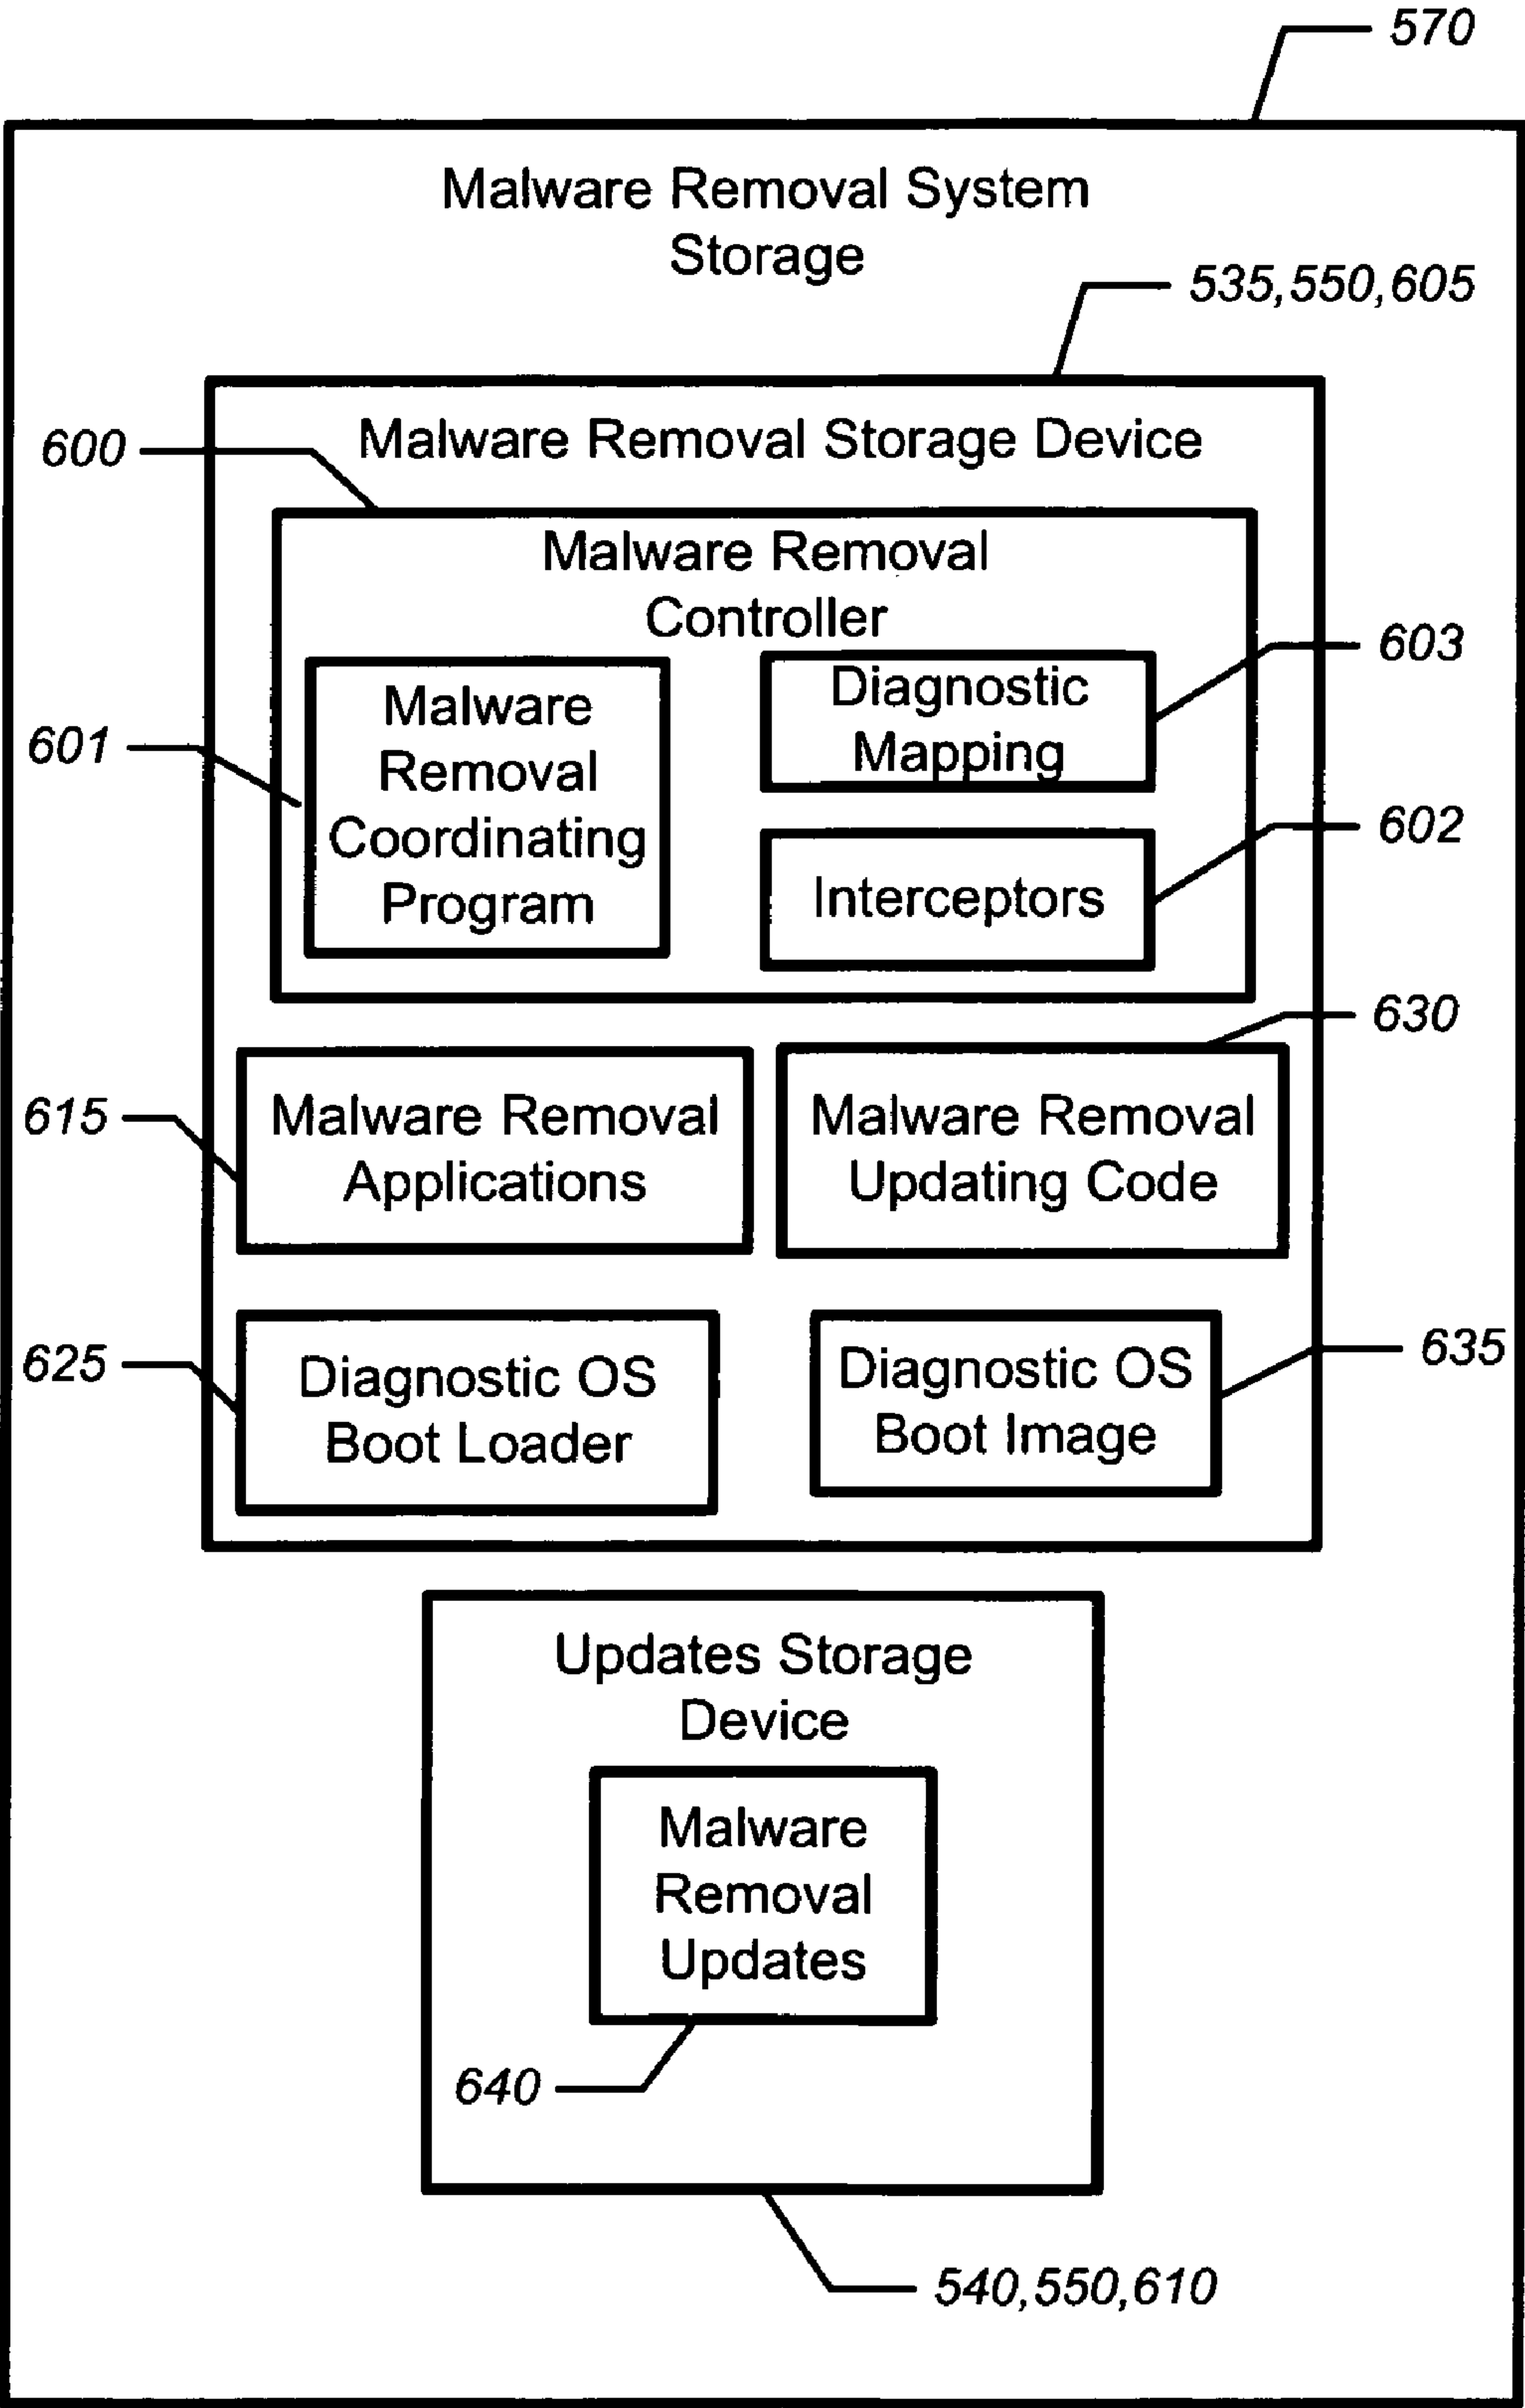 570
Malware Removal System
Storage
535,550,605
Malware Removal Storage Device
600
Malware Removal
Controller
603
Malware
Removal
Coordinating
Program
601
Diagnostic
Mapping
602
Interceptors
630
615
Malware Removal
Applications
Malware Removal
Updating Code
625
Diagnostic OS
Boot Loader
Diagnostic OS
Boot Image
635
Updates Storage
Device
Malware
Removal
Updates
640
540,550,610